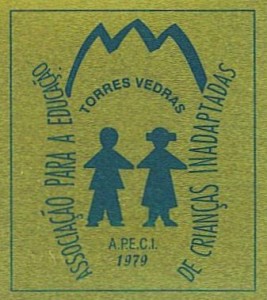 ASSOCIAÇÃO PARA A EDUCAÇÃO
DE CRIANÇAS INADAPTADAS
TORRES VEDRAS
A.P.E.C.I.
1979